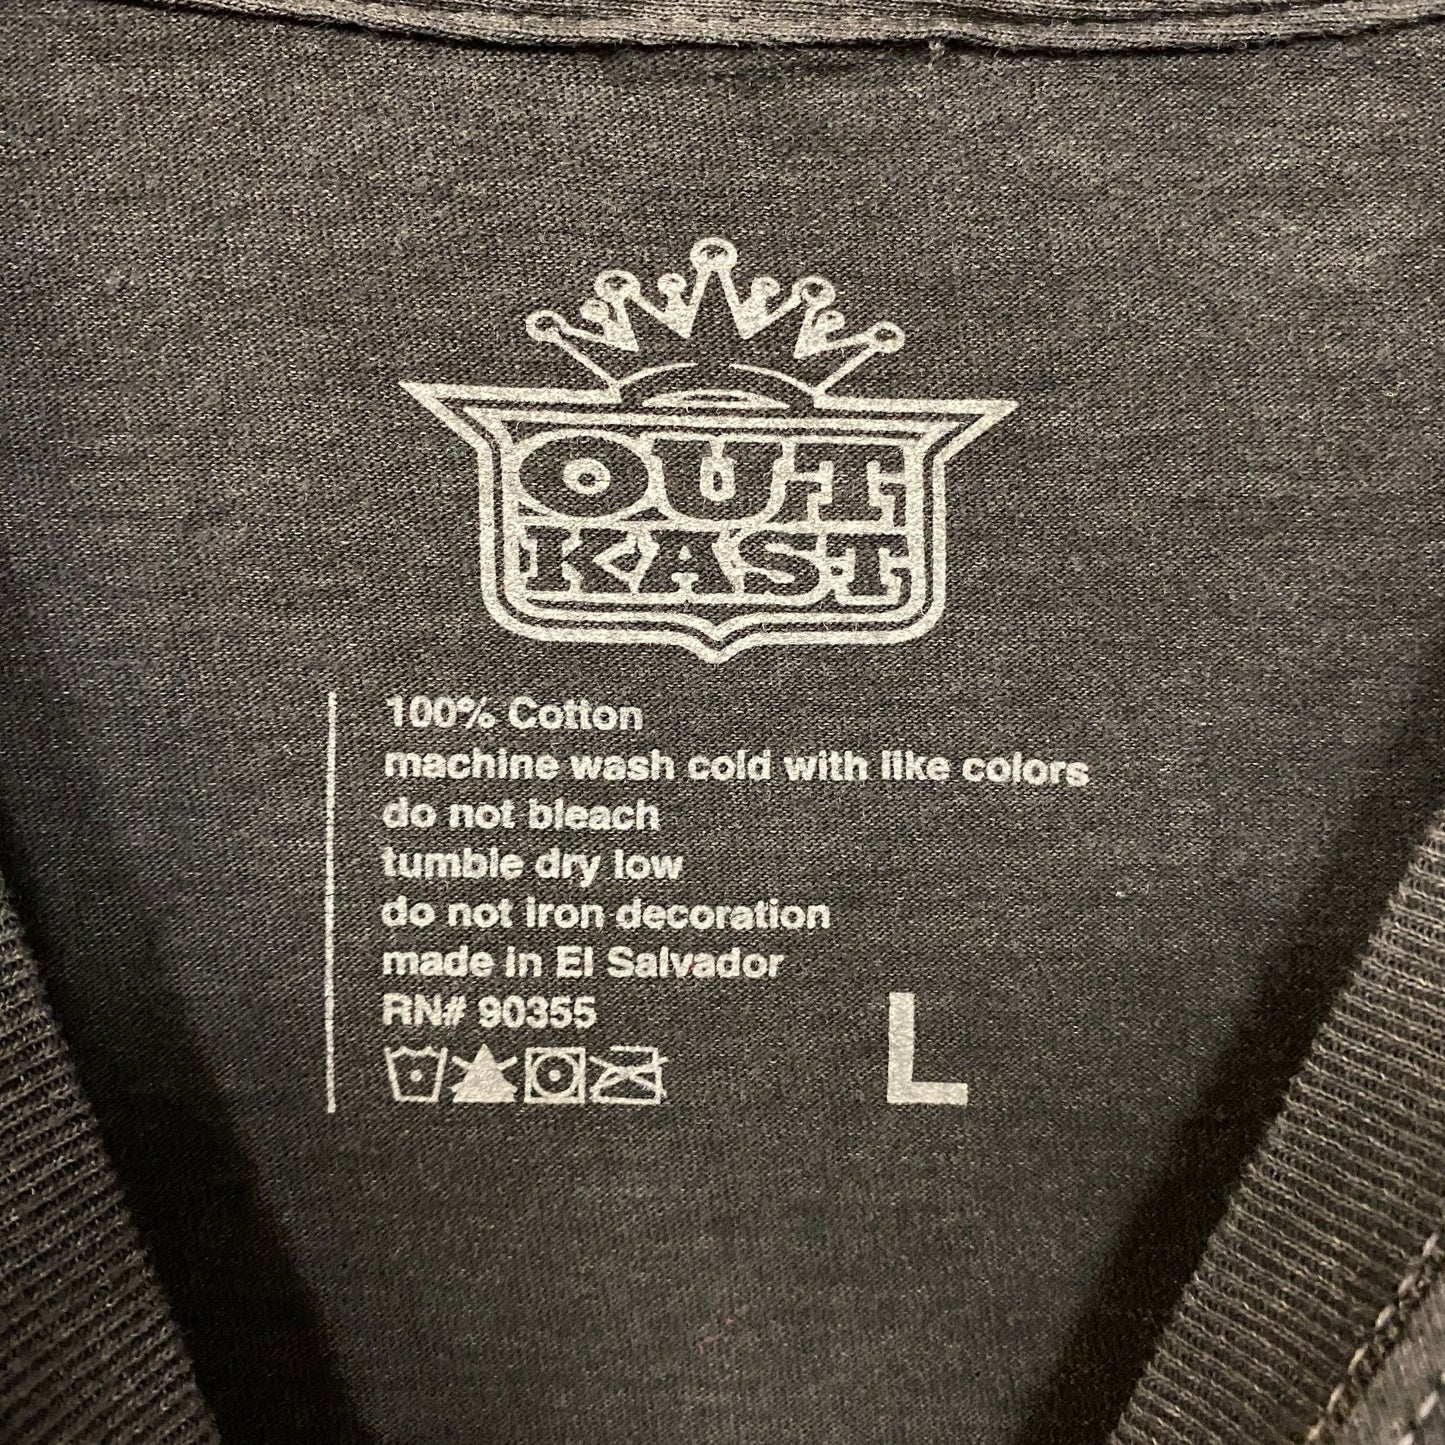 OUT
KAST
100% Cotton
machine wash cold with like colors
do not bleach
tumble dry low
do not iron decoration
made in El Salvador
RN# 90355
L